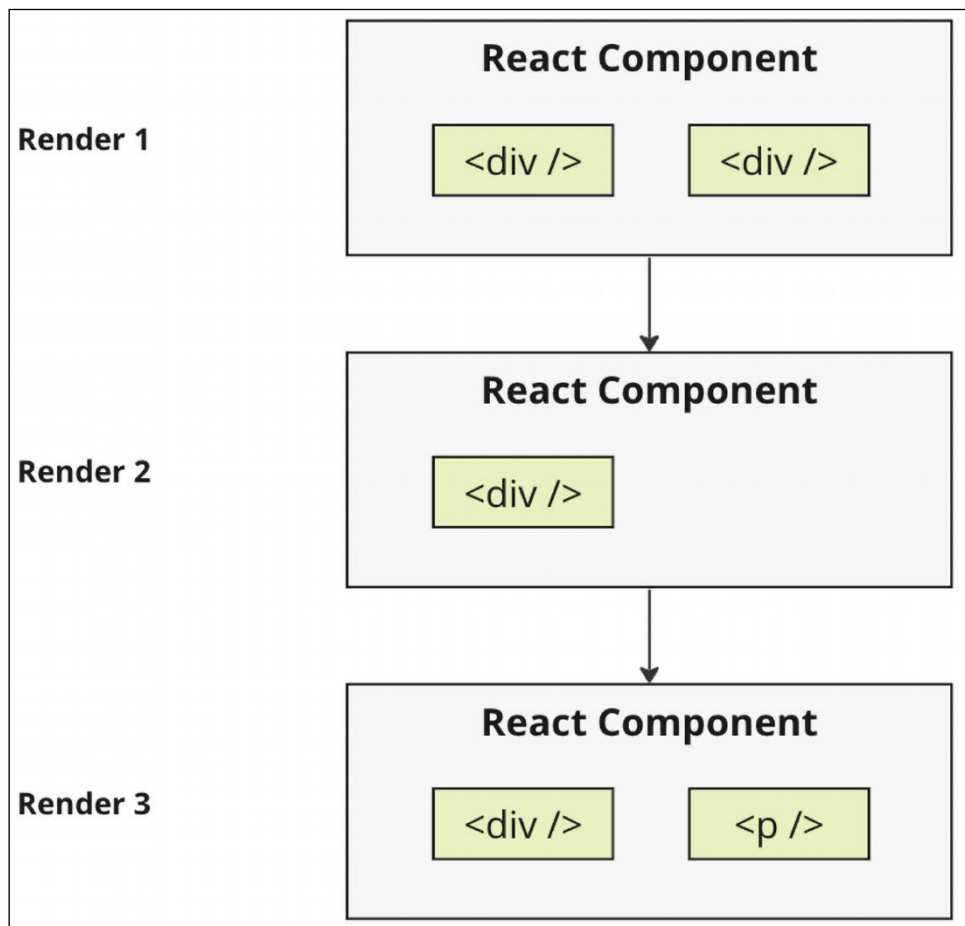 React Component
Render 1
<div /> <div />
React Component
Render 2
<div />
React Component
Render 3
<div /> <p />